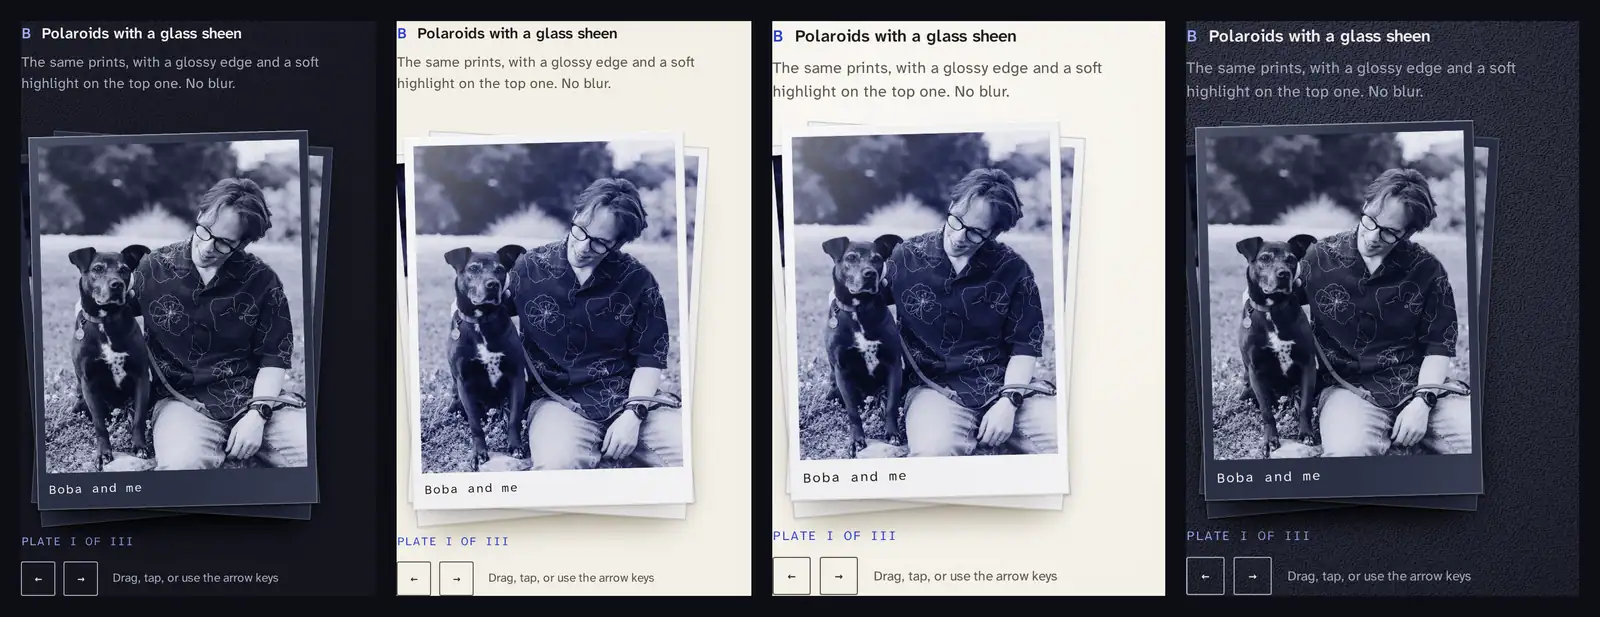 B Polaroids with a glass sheen
The same prints, with a glossy edge and a soft
highlight on the top one. No blur.
Boba and me
PLATE I OF III
← → Drag, tap, or use the arrow keys
B Polaroids with a glass sheen
The same prints, with a glossy edge and a soft
highlight on the top one. No blur.
Boba and me
PLATE I OF III
← → Drag, tap, or use the arrow keys
B Polaroids with a glass sheen
The same prints, with a glossy edge and a soft
highlight on the top one. No blur.
Boba and me
PLATE I OF III
← → Drag, tap, or use the arrow keys
B Polaroids with a glass sheen
The same prints, with a glossy edge and a soft
highlight on the top one. No blur.
Boba and me
PLATE I OF III
← → Drag, tap, or use the arrow keys